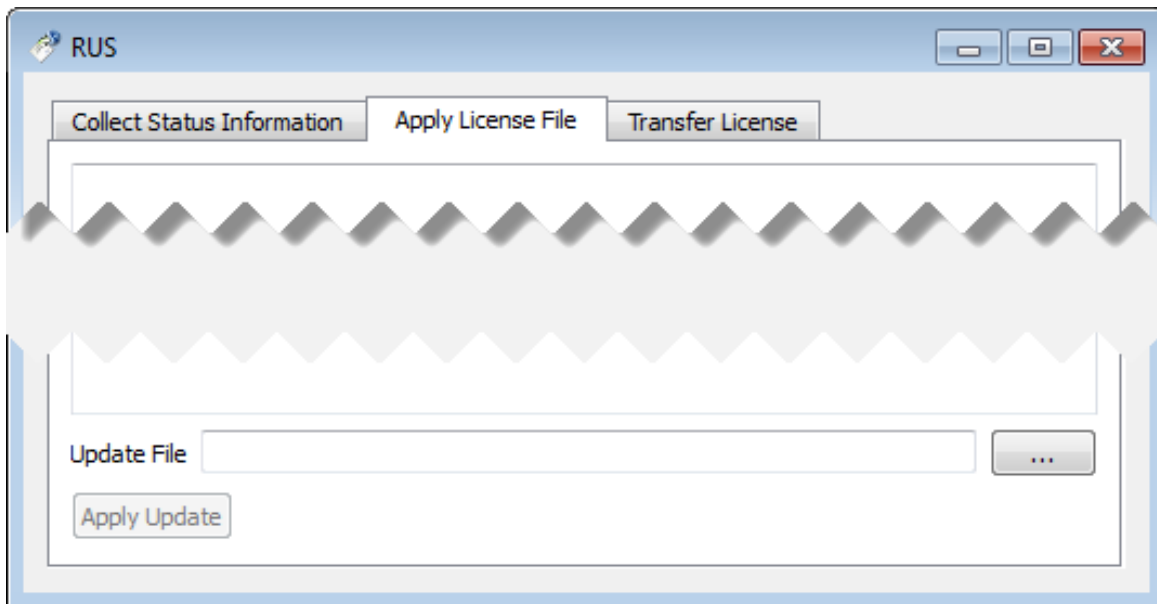 RUS
Collect Status Information Apply License File Transfer License
Update File ...
Apply Update